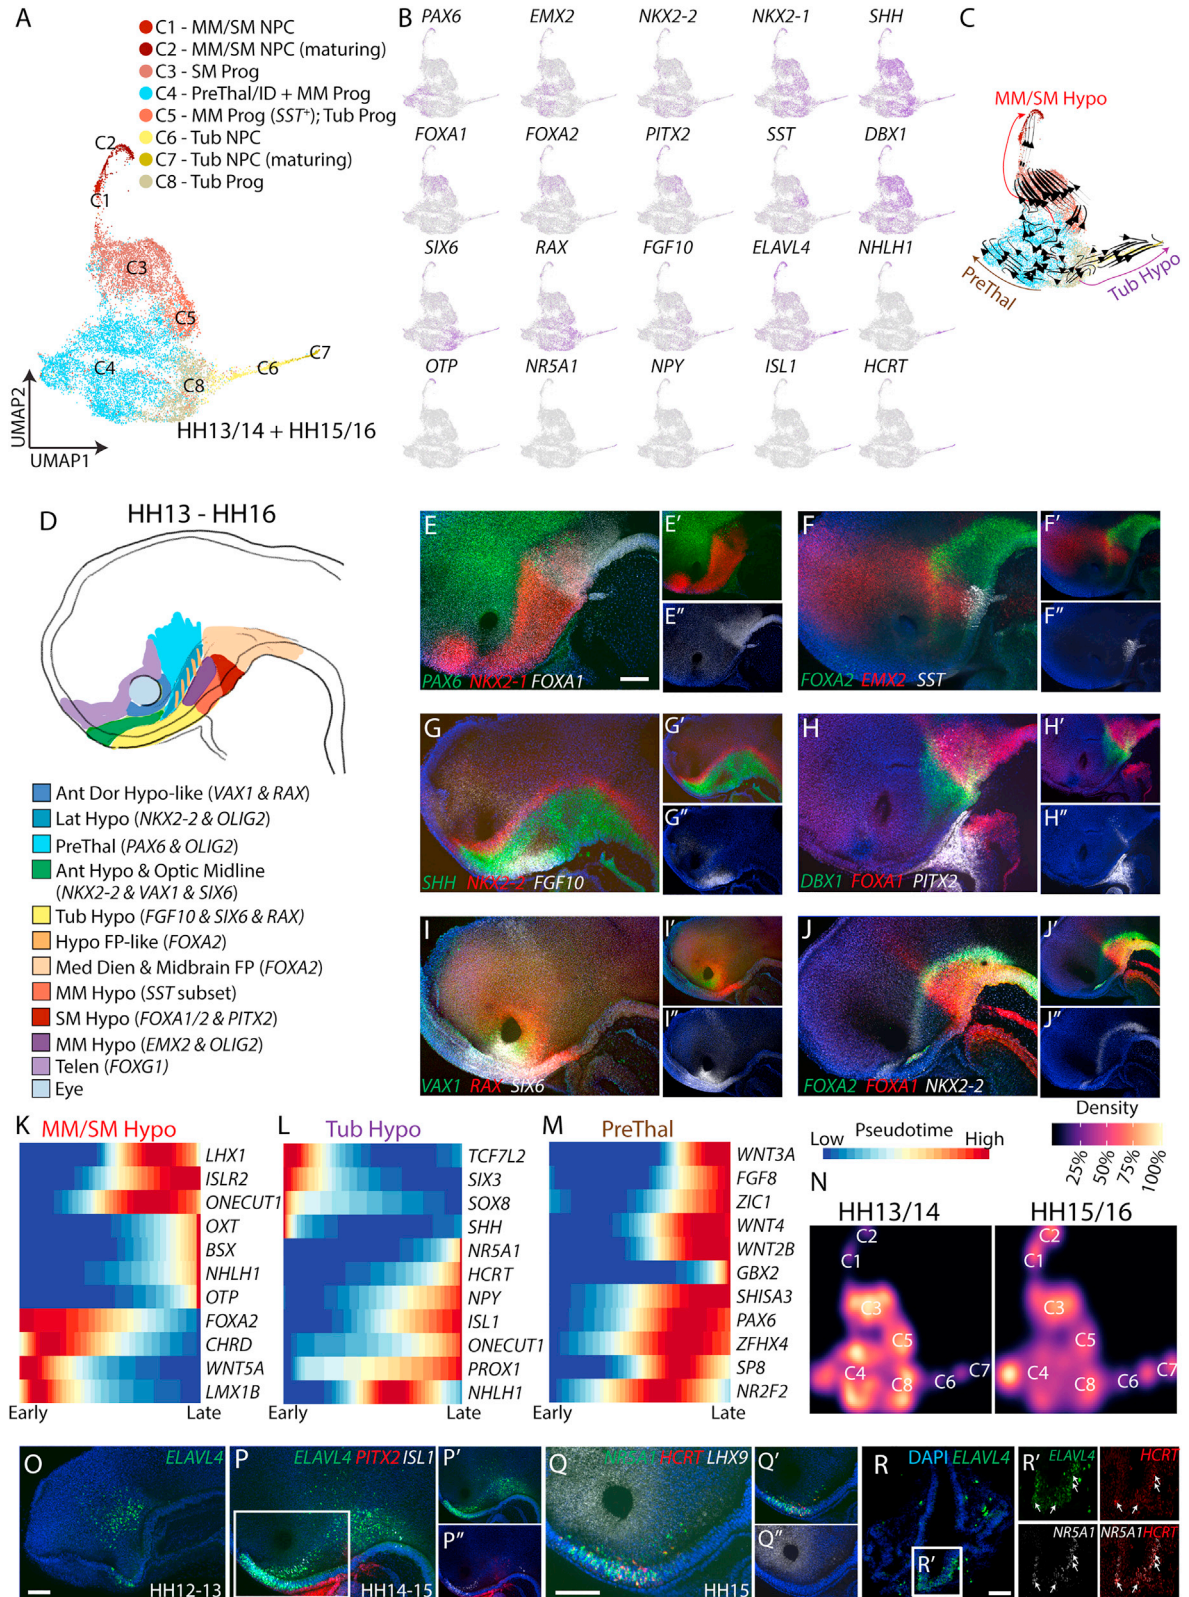 A
C1 - MM/SM NPC
C2 - MM/SM NPC (maturing)
C3 - SM Prog
C4 - PreThal/ID + MM Prog
C5 - MM Prog (SST⁺); Tub Prog
C6 - Tub NPC
C7 - Tub NPC (maturing)
C8 - Tub Prog
C2
C1
C3
C5
C4
C8
C6
C7
UMAP2
UMAP1
HH13/14 + HH15/16
B
PAX6 EMX2 NKX2-2 NKX2-1 SHH
FOXA1 FOXA2 PITX2 SST DBX1
SIX6 RAX FGF10 ELAVL4 NHLH1
OTP NR5A1 NPY ISL1 HCRT
C
MM/SM Hypo
PreThal
Tub Hypo
D
HH13 - HH16
Ant Dor Hypo-like (VAX1 & RAX)
Lat Hypo (NKX2-2 & OLIG2)
PreThal (PAX6 & OLIG2)
Ant Hypo & Optic Midline
(NKX2-2 & VAX1 & SIX6)
Tub Hypo (FGF10 & SIX6 & RAX)
Hypo FP-like (FOXA2)
Med Dien & Midbrain FP (FOXA2)
MM Hypo (SST subset)
SM Hypo (FOXA1/2 & PITX2)
MM Hypo (EMX2 & OLIG2)
Telen (FOXG1)
Eye
E
PAX6 NKX2-1 FOXA1
E'
E"
F
FOXA2 EMX2 SST
F'
F"
G
SHH NKX2-2 FGF10
G'
G"
H
DBX1 FOXA1 PITX2
H'
H"
I
VAX1 RAX SIX6
I'
I"
J
FOXA2 FOXA1 NKX2-2
J'
J"
K
MM/SM Hypo
LHX1
ISLR2
ONECUT1
OXT
BSX
NHLH1
OTP
FOXA2
CHRD
WNT5A
LMX1B
Early Late
L
Tub Hypo
TCF7L2
SIX3
SOX8
SHH
NR5A1
HCRT
NPY
ISL1
ONECUT1
PROX1
NHLH1
Early Late
M
PreThal
WNT3A
FGF8
ZIC1
WNT4
WNT2B
GBX2
SHISA3
PAX6
ZFHX4
SP8
NR2F2
Early Late
Low Pseudotime High
Density
25%
50%
75%
100%
N
HH13/14
C2
C1
C3
C5
C4
C8
C6
C7
HH15/16
C2
C1
C3
C5
C4
C8
C6
C7
O
ELAVL4
HH12-13
P
ELAVL4 PITX2 ISL1
HH14-15
P'
P"
Q
NR5A1 HCRT LHX9
HH15
Q'
Q"
R
DAPI ELAVL4
R'
R'
ELAVL4
HCRT
NR5A1
NR5A1 HCRT